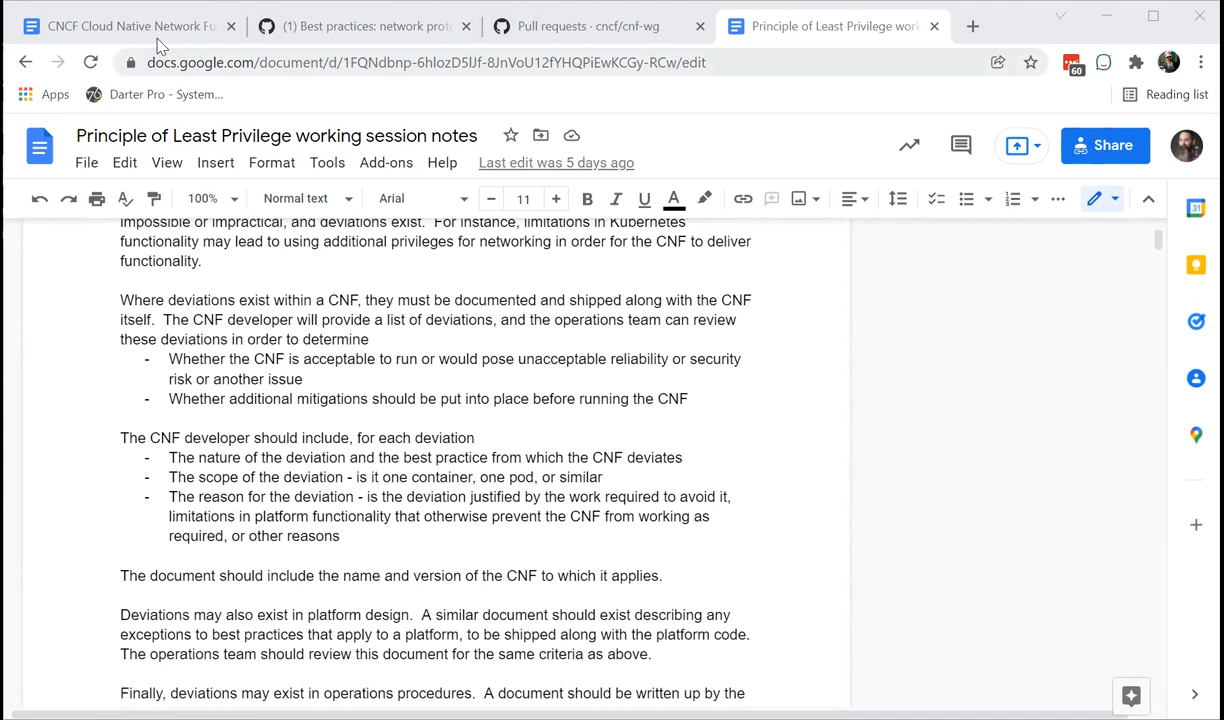 CNCF Cloud Native Network Fu
(1) Best practices: network prot
Pull requests · cncf/cnf-wg
Principle of Least Privilege work
docs.google.com/document/d/1FQNdbnp-6hlozD5lJf-8JnVoU12fYHQPiEwKCGy-RCw/edit
60
Apps
Darter Pro - System...
Reading list
Principle of Least Privilege working session notes
File Edit View Insert Format Tools Add-ons Help Last edit was 5 days ago
Share
100% Normal text Arial 11 B I U A
31
impossible or impractical, and deviations exist. For instance, limitations in Kubernetes
functionality may lead to using additional privileges for networking in order for the CNF to deliver
functionality.
Where deviations exist within a CNF, they must be documented and shipped along with the CNF
itself. The CNF developer will provide a list of deviations, and the operations team can review
these deviations in order to determine
- Whether the CNF is acceptable to run or would pose unacceptable reliability or security
risk or another issue
- Whether additional mitigations should be put into place before running the CNF
The CNF developer should include, for each deviation
- The nature of the deviation and the best practice from which the CNF deviates
- The scope of the deviation - is it one container, one pod, or similar
- The reason for the deviation - is the deviation justified by the work required to avoid it,
limitations in platform functionality that otherwise prevent the CNF from working as
required, or other reasons
The document should include the name and version of the CNF to which it applies.
Deviations may also exist in platform design. A similar document should exist describing any
exceptions to best practices that apply to a platform, to be shipped along with the platform code.
The operations team should review this document for the same criteria as above.
Finally, deviations may exist in operations procedures. A document should be written up by the